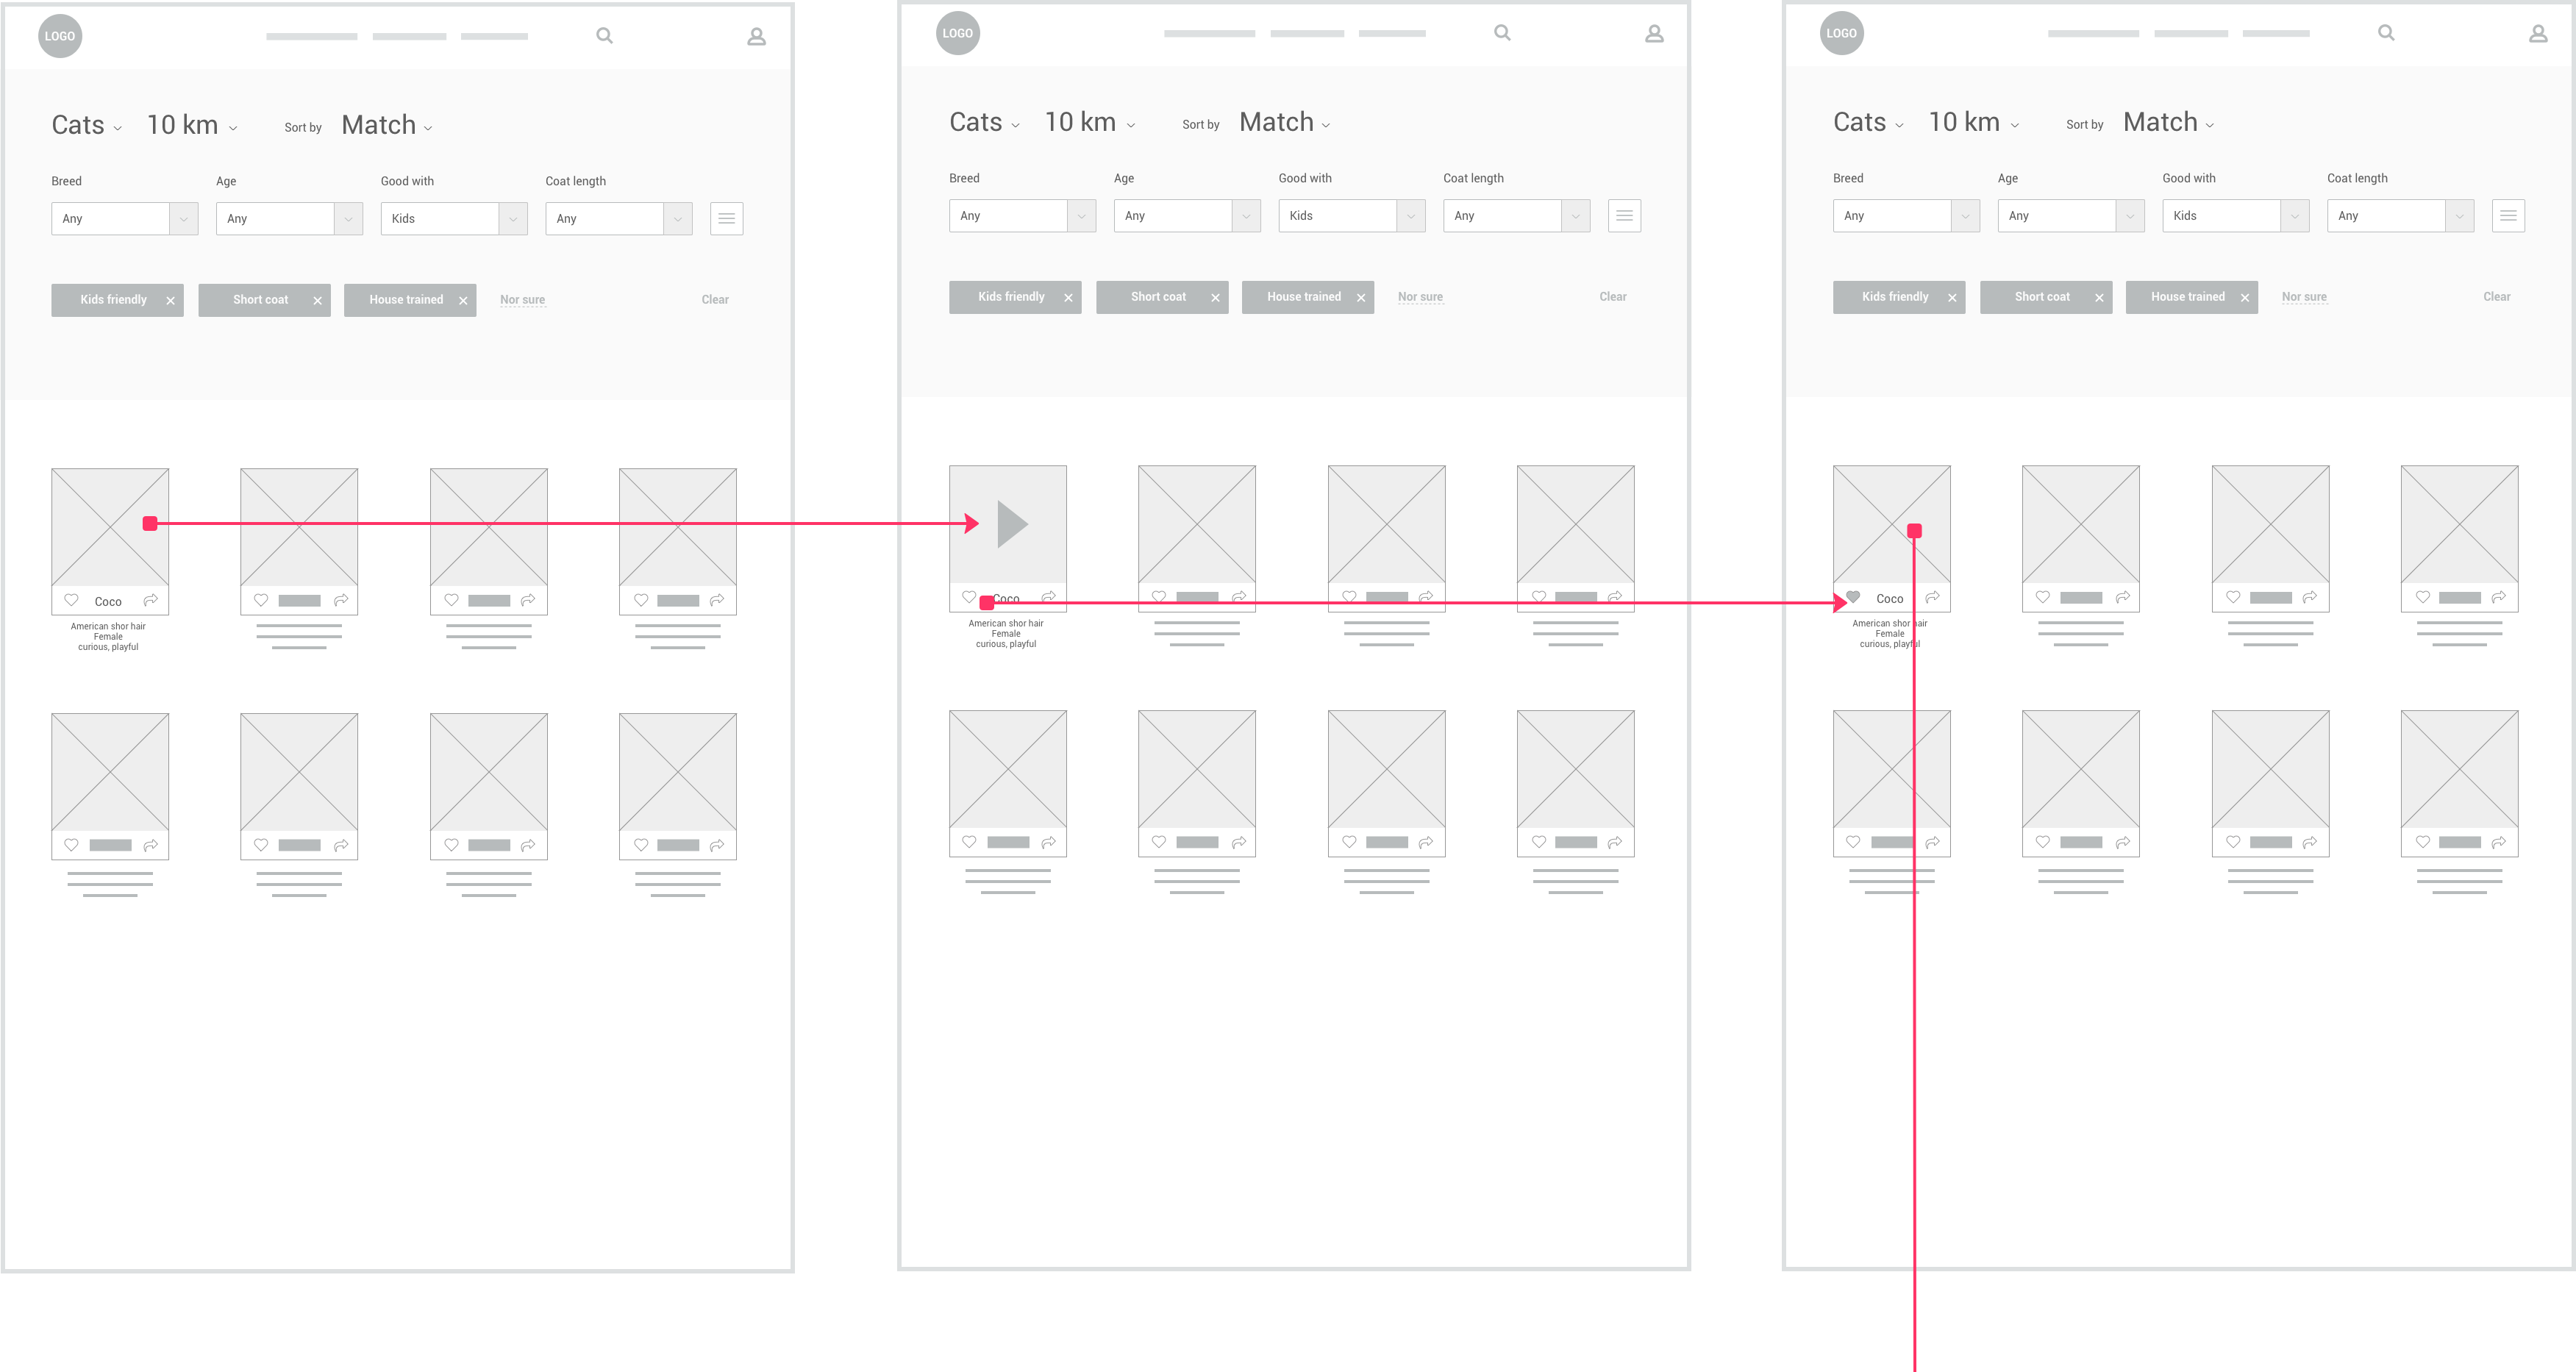 LOGO
Cats 10 km Sort by Match
Breed Age Good with Coat length
Any Any Kids Any
Kids friendly Short coat House trained Nor sure Clear
Coco
American shor hair
Female
curious, playful
LOGO
Cats 10 km Sort by Match
Breed Age Good with Coat length
Any Any Kids Any
Kids friendly Short coat House trained Nor sure Clear
Coco
American shor hair
Female
curious, playful
LOGO
Cats 10 km Sort by Match
Breed Age Good with Coat length
Any Any Kids Any
Kids friendly Short coat House trained Nor sure Clear
Coco
American shor hair
Female
curious, playful